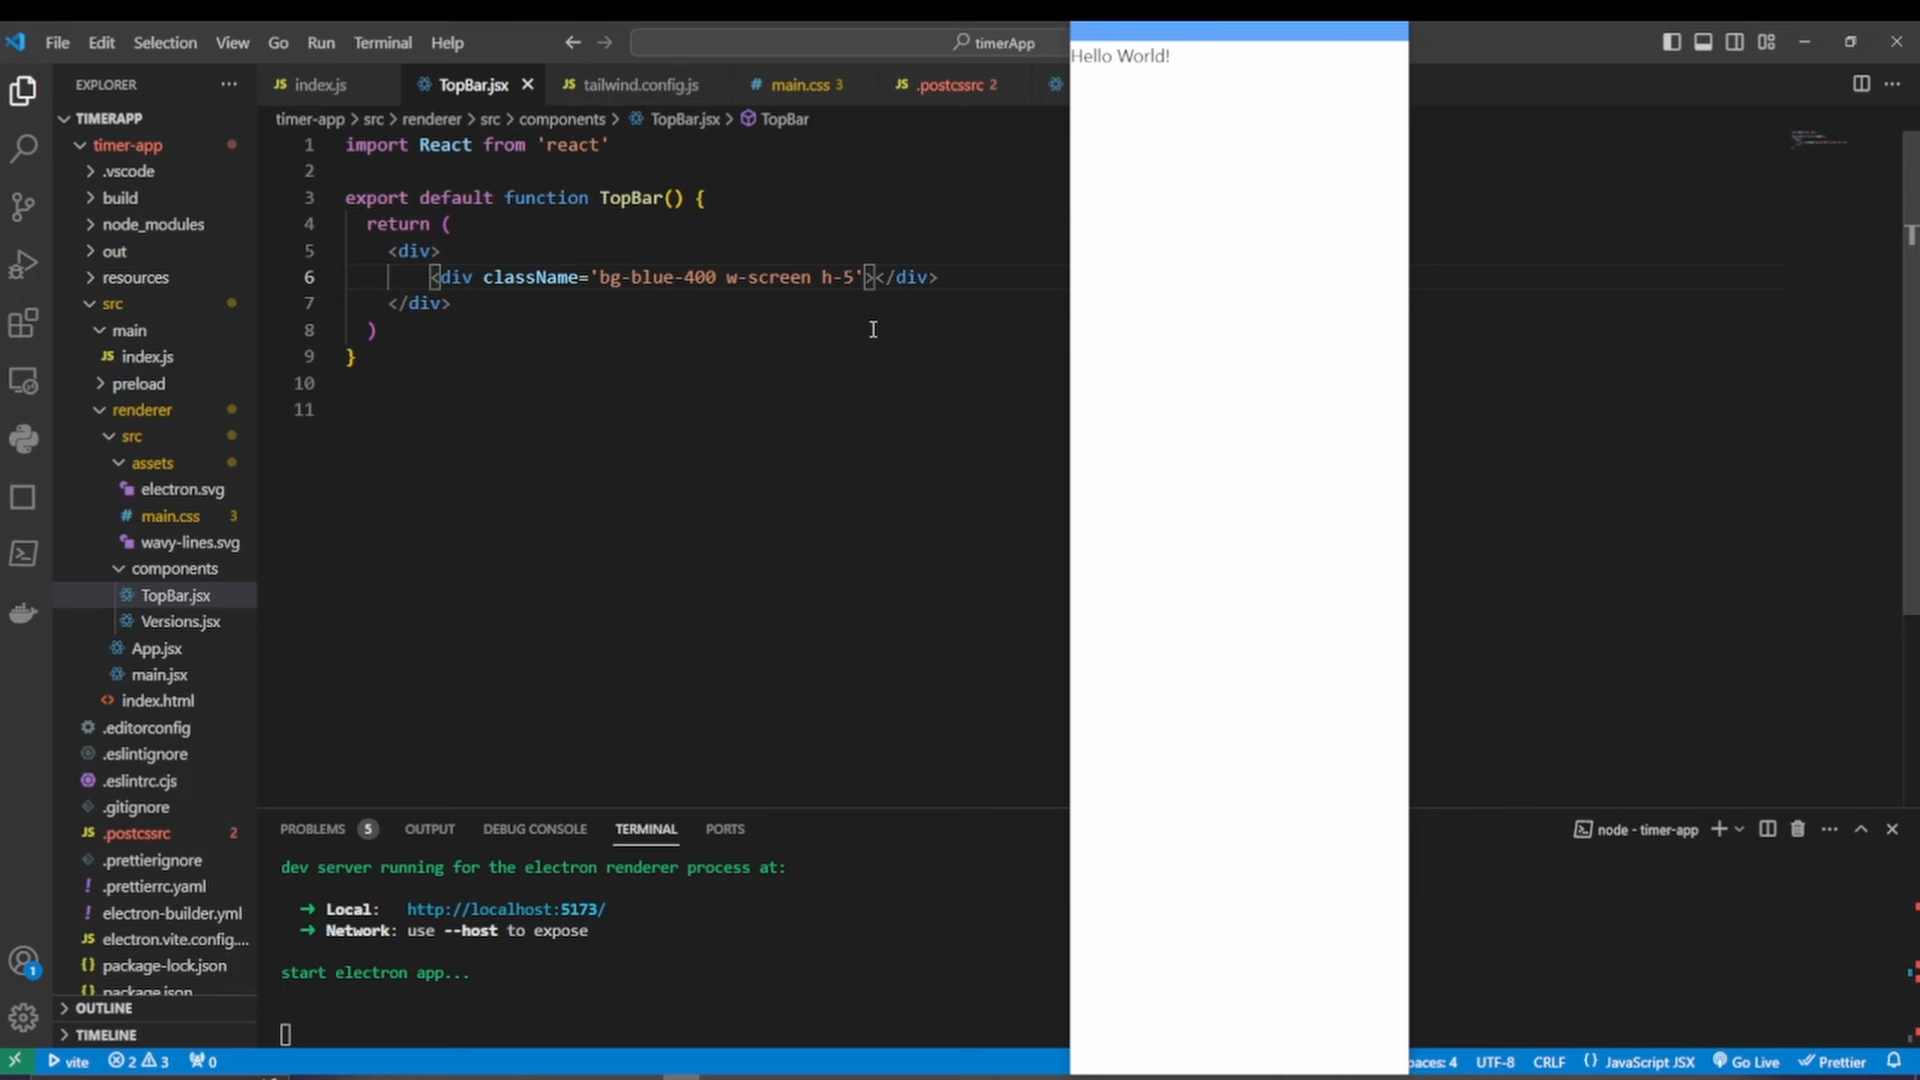 File Edit Selection View Go Run Terminal Help
timerApp
EXPLORER
index.js
TopBar.jsx
tailwind.config.js
main.css 3
.postcssrc 2
TIMERAPP
timer-app > src > renderer > src > components > TopBar.jsx > TopBar
timer-app
.vscode
build
node_modules
out
resources
src
main
index.js
preload
renderer
src
assets
electron.svg
main.css 3
wavy-lines.svg
components
TopBar.jsx
Versions.jsx
App.jsx
main.jsx
index.html
.editorconfig
.eslintignore
.eslintrc.cjs
.gitignore
.postcssrc 2
.prettierignore
.prettierrc.yaml
electron-builder.yml
electron.vite.config....
package-lock.json
package.json
OUTLINE
TIMELINE
1 import React from 'react'
2
3 export default function TopBar() {
4 return (
5 <div>
6 <div className='bg-blue-400 w-screen h-5'></div>
7 </div>
8 )
9 }
10
11
Hello World!
PROBLEMS 5 OUTPUT DEBUG CONSOLE TERMINAL PORTS
node - timer-app
dev server running for the electron renderer process at:
➜ Local: http://localhost:5173/
➜ Network: use --host to expose
start electron app...
1
vite 2 3 0
paces: 4 UTF-8 CRLF {} JavaScript JSX Go Live Prettier